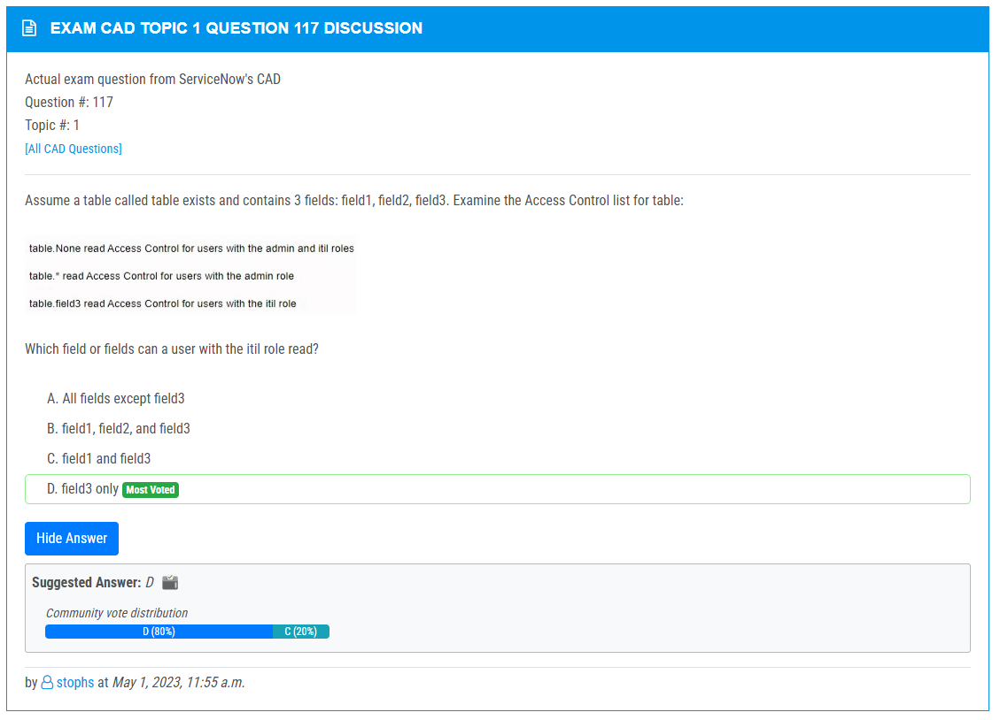 EXAM CAD TOPIC 1 QUESTION 117 DISCUSSION
Actual exam question from ServiceNow's CAD
Question #: 117
Topic #: 1
[All CAD Questions]
Assume a table called table exists and contains 3 fields: field1, field2, field3. Examine the Access Control list for table:
table.None read Access Control for users with the admin and itil roles
table.* read Access Control for users with the admin role
table.field3 read Access Control for users with the itil role
Which field or fields can a user with the itil role read?
A. All fields except field3
B. field1, field2, and field3
C. field1 and field3
D. field3 only Most Voted
Hide Answer
Suggested Answer: D
Community vote distribution
D (80%) C (20%)
by stophs at May 1, 2023, 11:55 a.m.